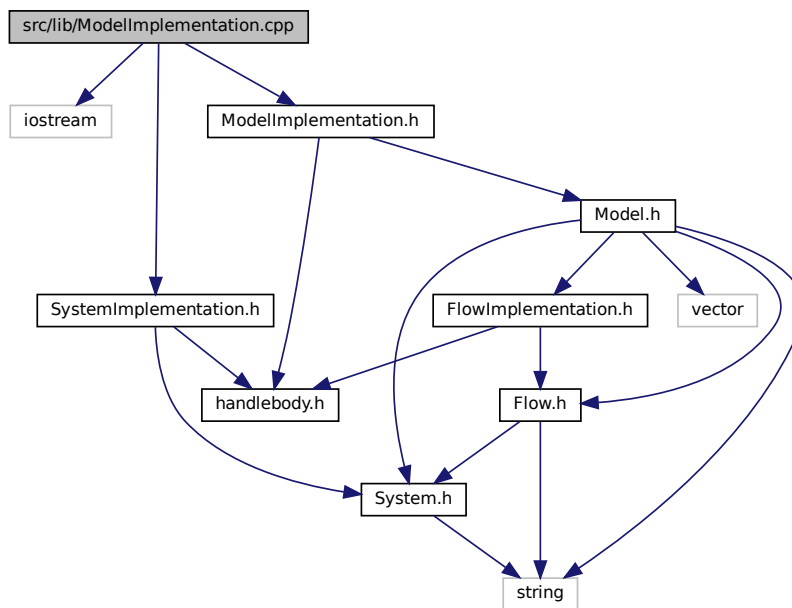 src/lib/ModelImplementation.cpp
iostream
ModelImplementation.h
Model.h
SystemImplementation.h
FlowImplementation.h
vector
handlebody.h
Flow.h
System.h
string